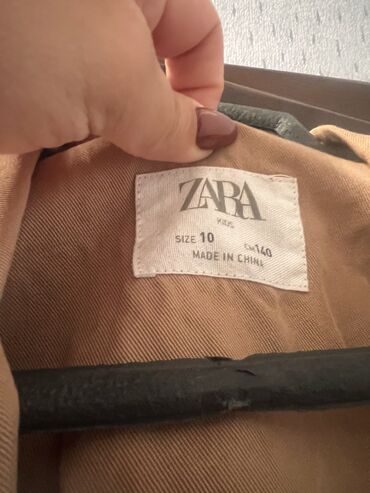 ZARA
KIDS
SIZE 10 CM 140
MADE IN CHINA